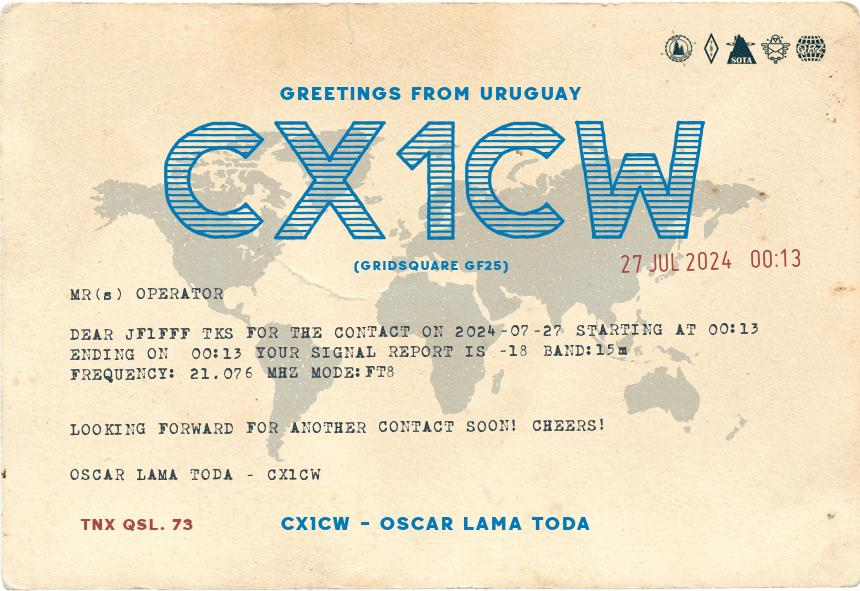 SOTA
QRZ
GREETINGS FROM URUGUAY
CX1CW
(GRIDSQUARE GF25)
27 JUL 2024 00:13
MR(s) OPERATOR
DEAR JF1FFF TKS FOR THE CONTACT ON 2024-07-27 STARTING AT 00:13
ENDING ON 00:13 YOUR SIGNAL REPORT IS -18 BAND:15m
FREQUENCY: 21.076 MHZ MODE:FT8
LOOKING FORWARD FOR ANOTHER CONTACT SOON! CHEERS!
OSCAR LAMA TODA - CX1CW
TNX QSL. 73
CX1CW - OSCAR LAMA TODA